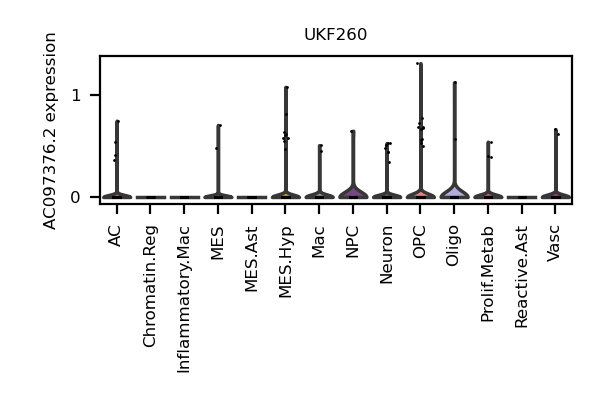 UKF260
AC097376.2 expression
1
0
AC
Chromatin.Reg
Inflammatory.Mac
MES
MES.Ast
MES.Hyp
Mac
NPC
Neuron
OPC
Oligo
Prolif.Metab
Reactive.Ast
Vasc